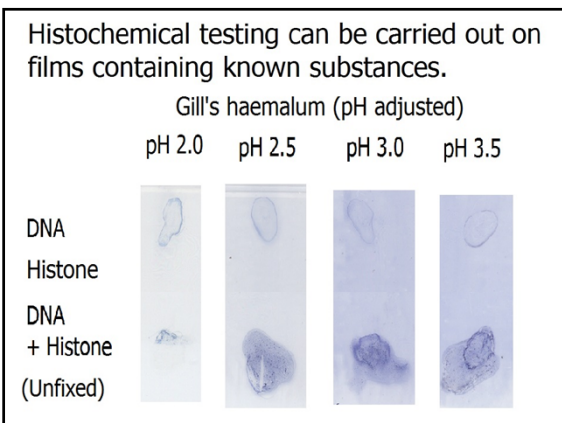 Histochemical testing can be carried out on
films containing known substances.
Gill's haemalum (pH adjusted)
pH 2.0 pH 2.5 pH 3.0 pH 3.5
DNA
Histone
DNA
+ Histone
(Unfixed)